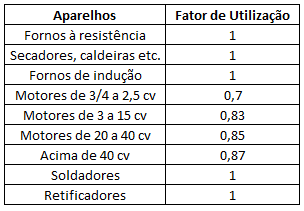 Aparelhos Fator de Utilização
Fornos à resistência 1
Secadores, caldeiras etc. 1
Fornos de indução 1
Motores de 3/4 a 2,5 cv 0,7
Motores de 3 a 15 cv 0,83
Motores de 20 a 40 cv 0,85
Acima de 40 cv 0,87
Soldadores 1
Retificadores 1